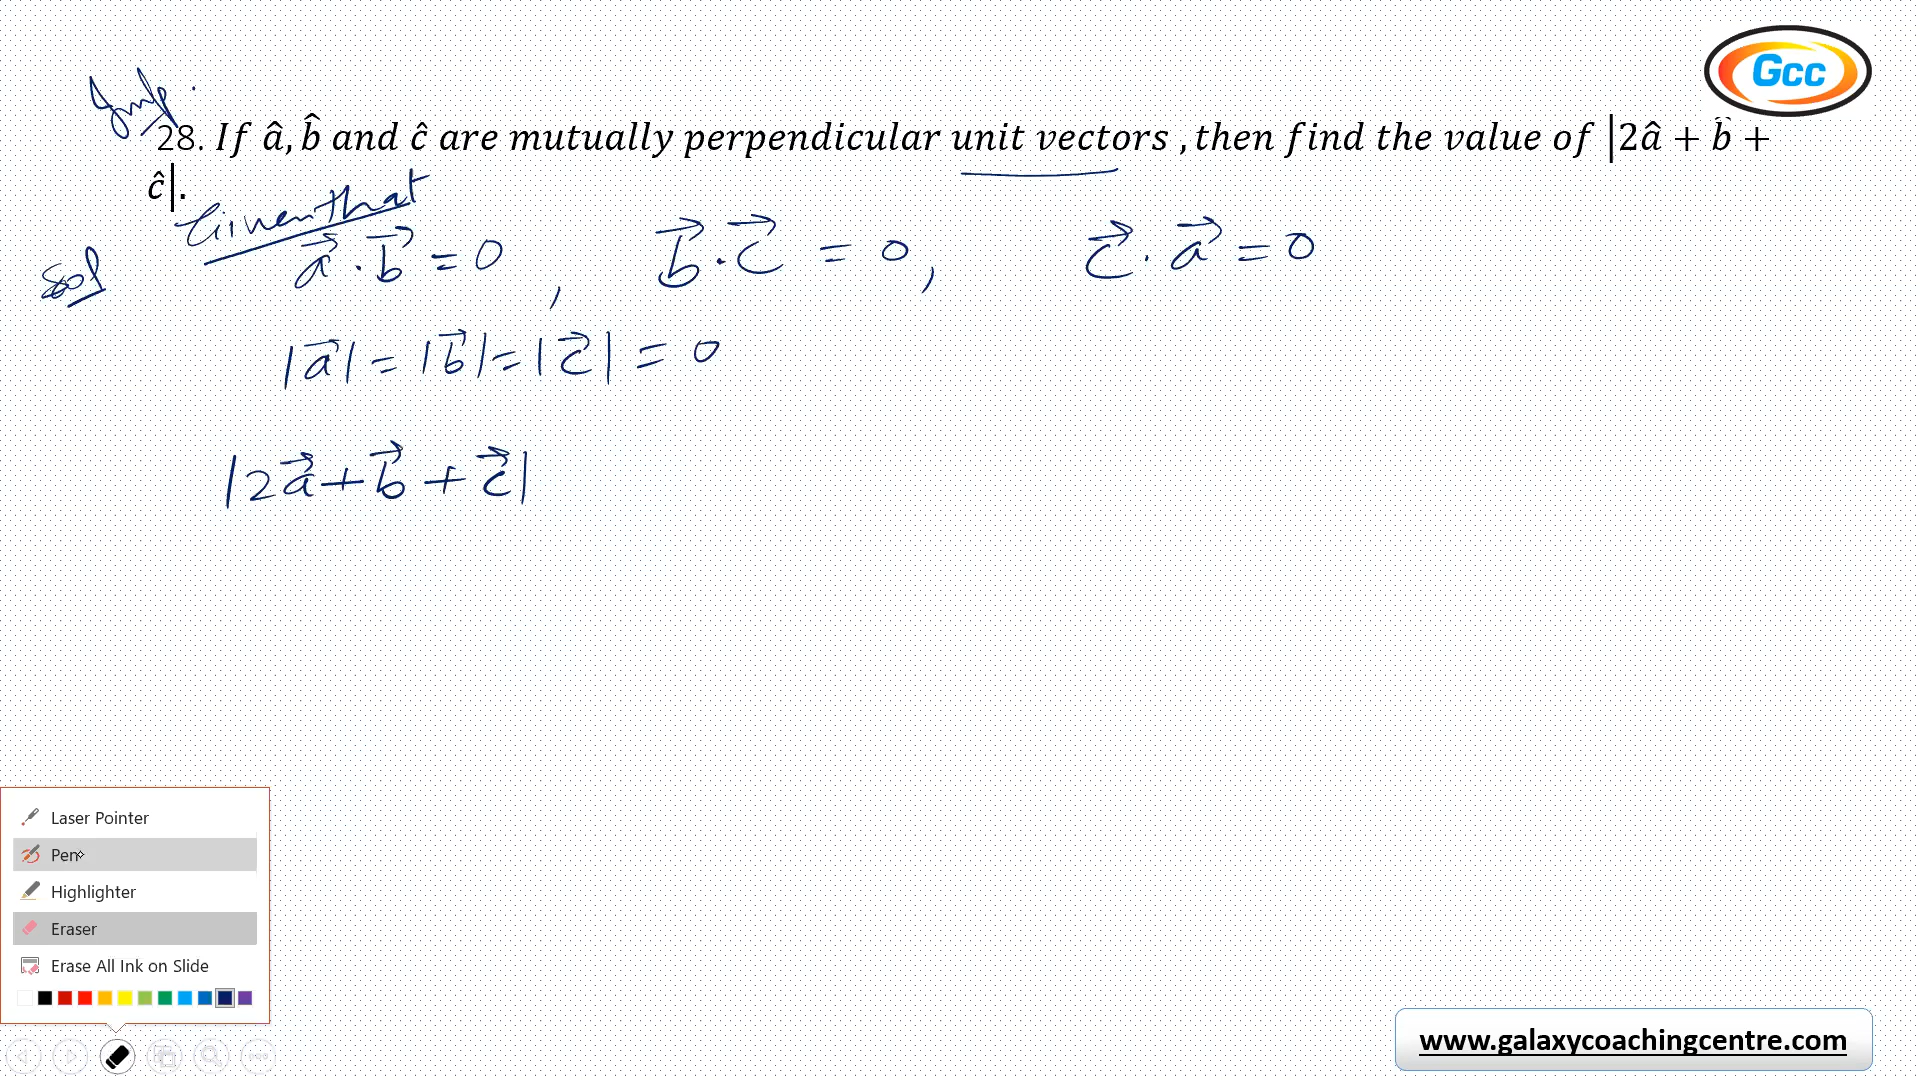 Gcc
Imp.
28. If â, b̂ and ĉ are mutually perpendicular unit vectors , then find the value of |2â + b̂ +
ĉ|.
Given that
Sol
a⃗ . b⃗ = 0 , b⃗ . c⃗ = 0 , c⃗ . a⃗ = 0
|a⃗| = |b⃗| = |c⃗| = 0
|2a⃗ + b⃗ + c⃗|
Laser Pointer
Pen
Highlighter
Eraser
Erase All Ink on Slide
www.galaxycoachingcentre.com